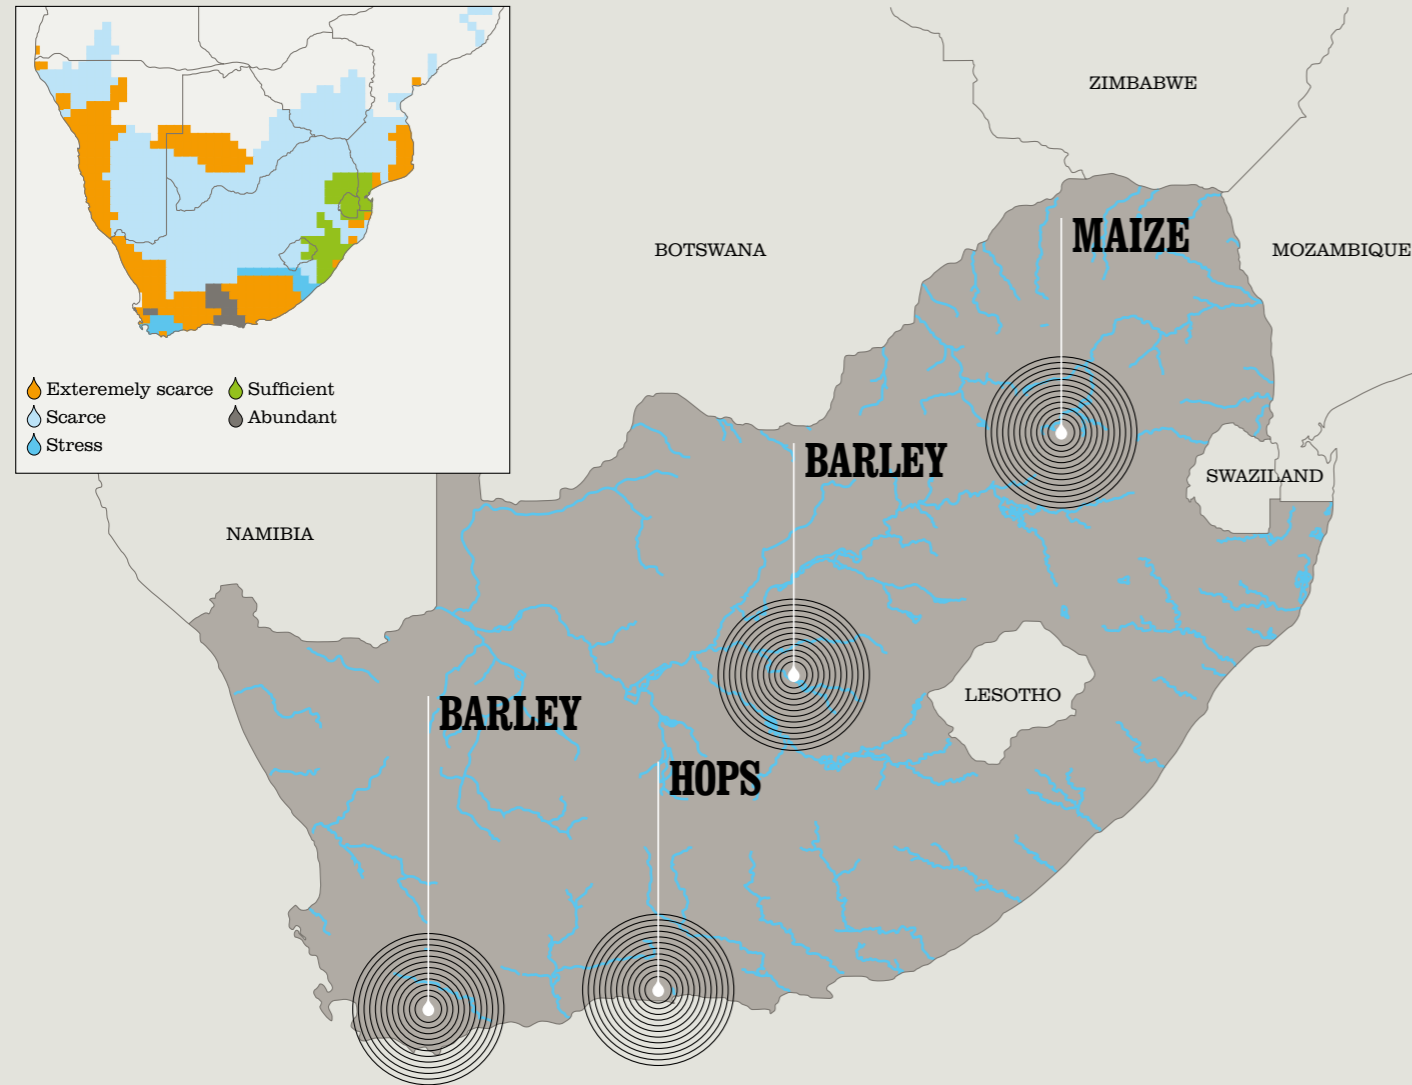 ZIMBABWE
MAIZE
BOTSWANA
MOZAMBIQUE
Exteremely scarce
Sufficient
Scarce
Abundant
Stress
BARLEY
SWAZILAND
NAMIBIA
LESOTHO
BARLEY
HOPS